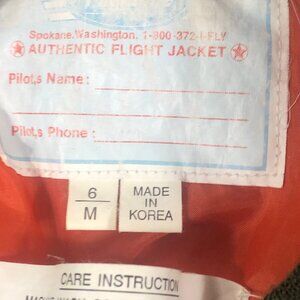 Spokane, Washington. 1-800-372-I-FLY
AUTHENTIC FLIGHT JACKET
Pilot,s Name :
Pilot,s Phone :
6
M
MADE
IN
KOREA
CARE INSTRUCTION